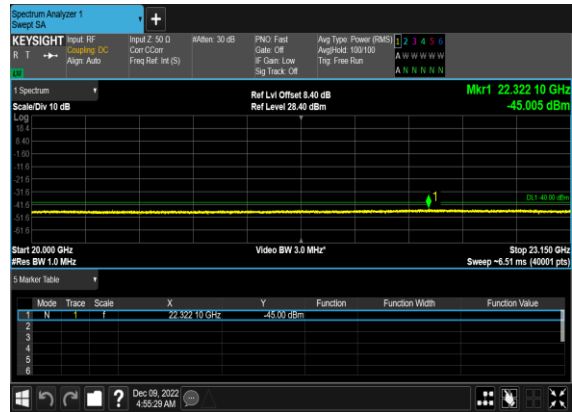 Spectrum Analyzer 1
Swept SA
+
KEYSIGHT
R T
Input: RF
Coupling: DC
Align: Auto
Input Z: 50 Ω
Corr CCorr
Freq Ref: Int (S)
#Atten: 30 dB
PNO: Fast
Gate: Off
IF Gain: Low
Sig Track: Off
Avg Type: Power (RMS)
Avg|Hold: 100/100
Trig: Free Run
1 2 3 4 5 6
A W W W W W
A N N N N N
1 Spectrum
Scale/Div 10 dB
Ref Lvl Offset 8.40 dB
Ref Level 28.40 dBm
Mkr1 22.322 10 GHz
-45.005 dBm
Log
18.4
8.40
-1.60
-11.6
-21.6
-31.6
-41.6
-51.6
-61.6
1
DL1 -40.00 dBm
Start 20.000 GHz
#Res BW 1.0 MHz
Video BW 3.0 MHz*
Stop 23.150 GHz
Sweep ~6.51 ms (40001 pts)
5 Marker Table
Mode Trace Scale X Y Function Function Width Function Value
1 N 1 f 22.322 10 GHz -45.00 dBm
2
3
4
5
6
?
Dec 09, 2022
4:55:29 AM